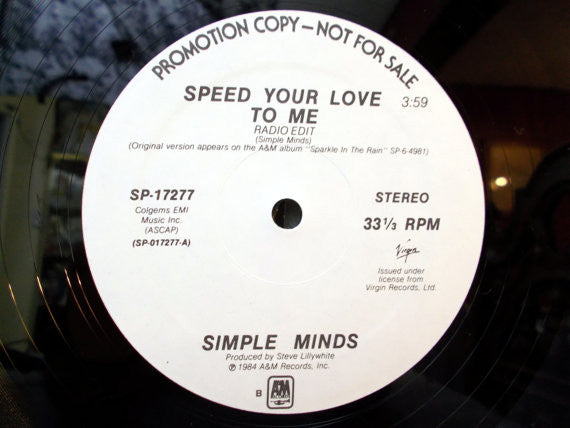 PROMOTION COPY — NOT FOR SALE
SPEED YOUR LOVE
TO ME 3:59
RADIO EDIT
(Simple Minds)
(Original version appears on the A&M album "Sparkle In The Rain" SP-6-4981)
SP-17277
Colgems EMI
Music Inc.
(ASCAP)
(SP-017277-A)
STEREO
33 1/3 RPM
Virgin
Issued under
license from
Virgin Records, Ltd.
SIMPLE MINDS
Produced by Steve Lillywhite
℗ 1984 A&M Records, Inc.
B A&M